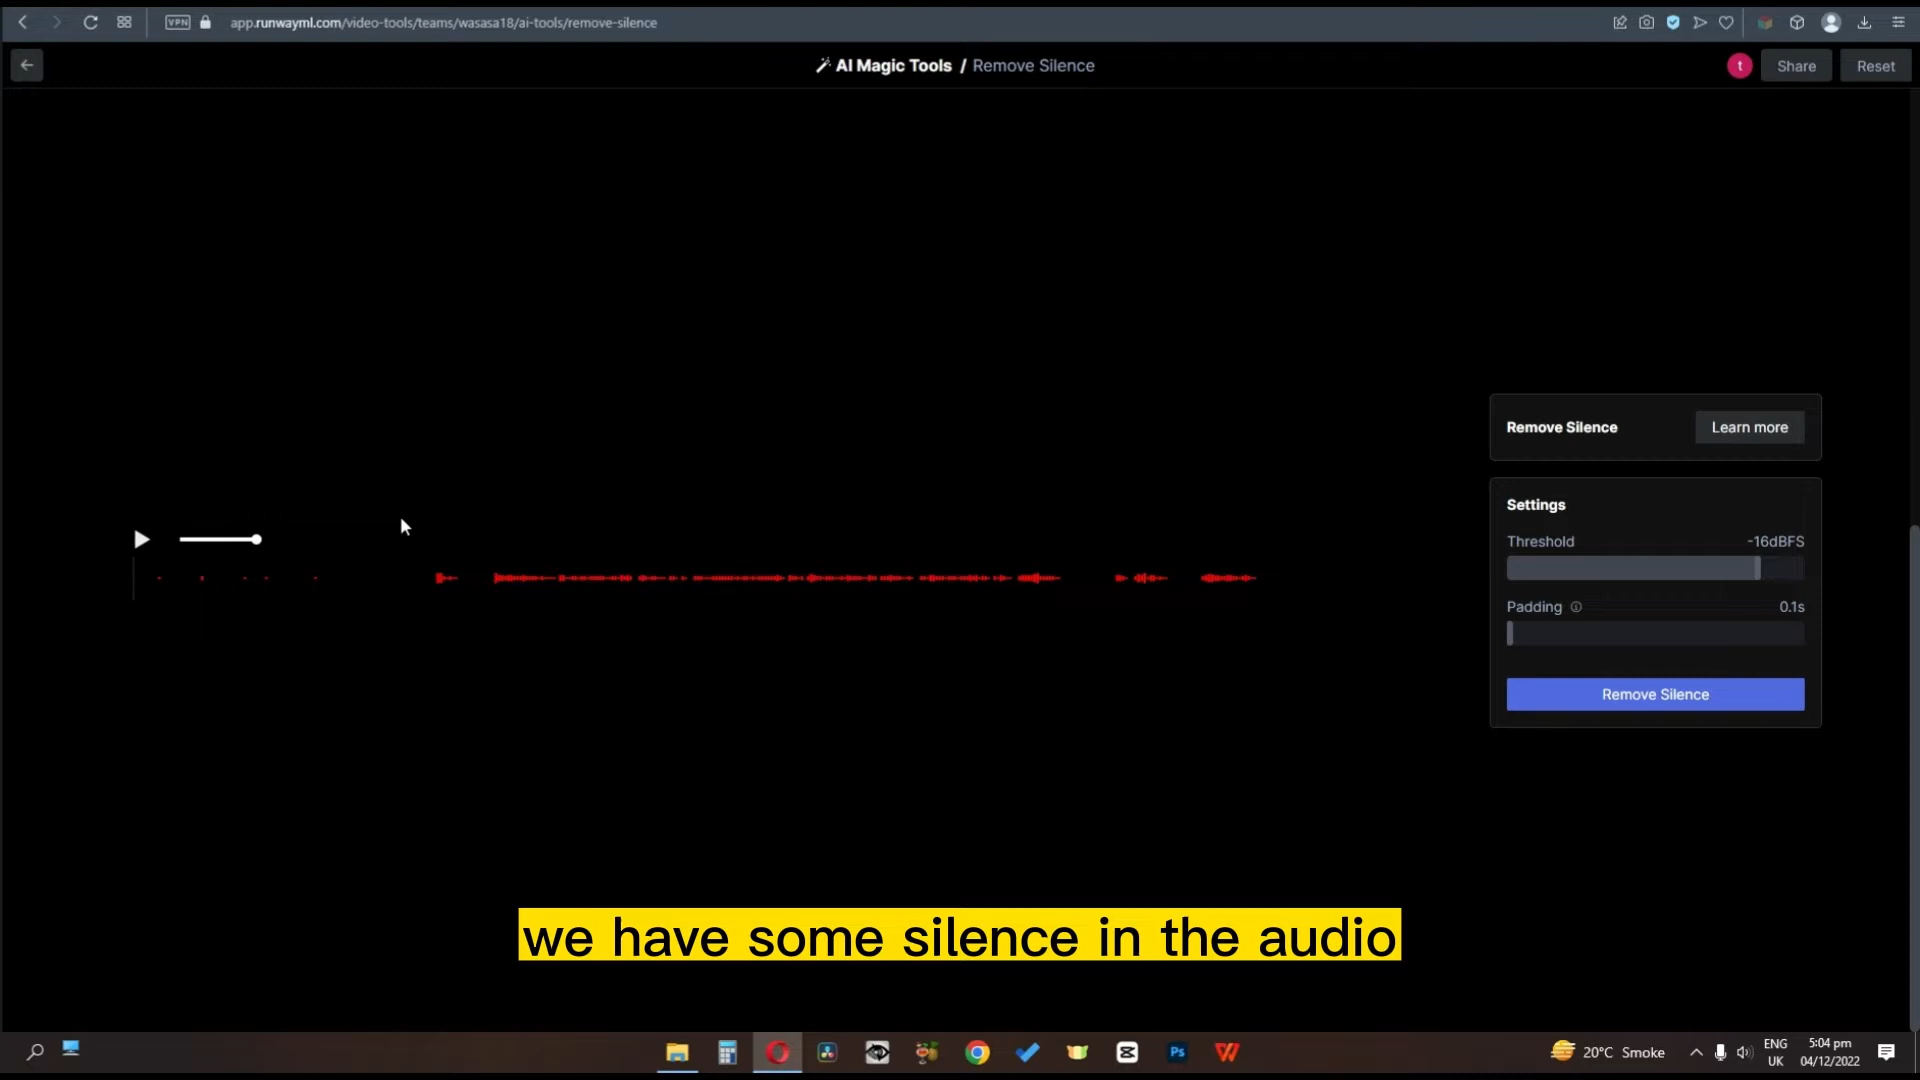 VPN
app.runwayml.com/video-tools/teams/wasasa18/ai-tools/remove-silence
AI Magic Tools / Remove Silence
t
Share
Reset
Remove Silence
Learn more
Settings
Threshold
-16dBFS
Padding
0.1s
Remove Silence
we have some silence in the audio
Ps
20°C Smoke
ENG
UK
5:04 pm
04/12/2022